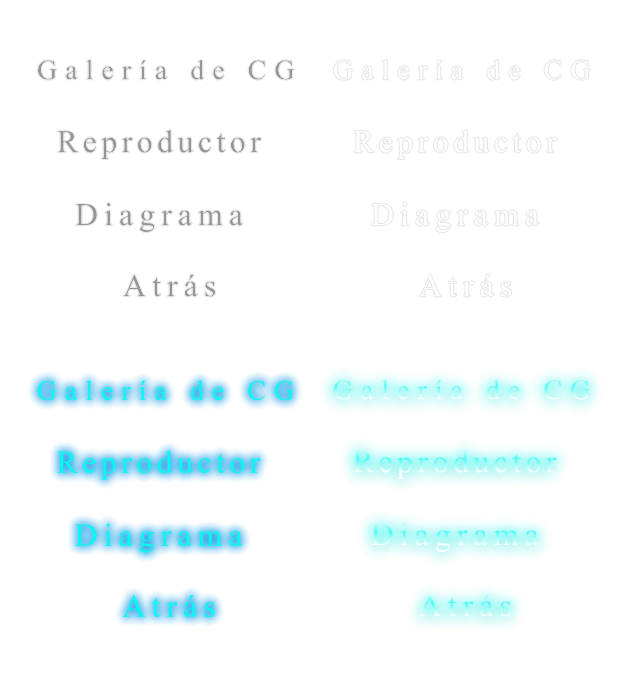 Galería de CG Galería de CG
Reproductor Reproductor
Diagrama Diagrama
Atrás Atrás
Galería de CG Galería de CG
Reproductor Reproductor
Diagrama Diagrama
Atrás Atrás